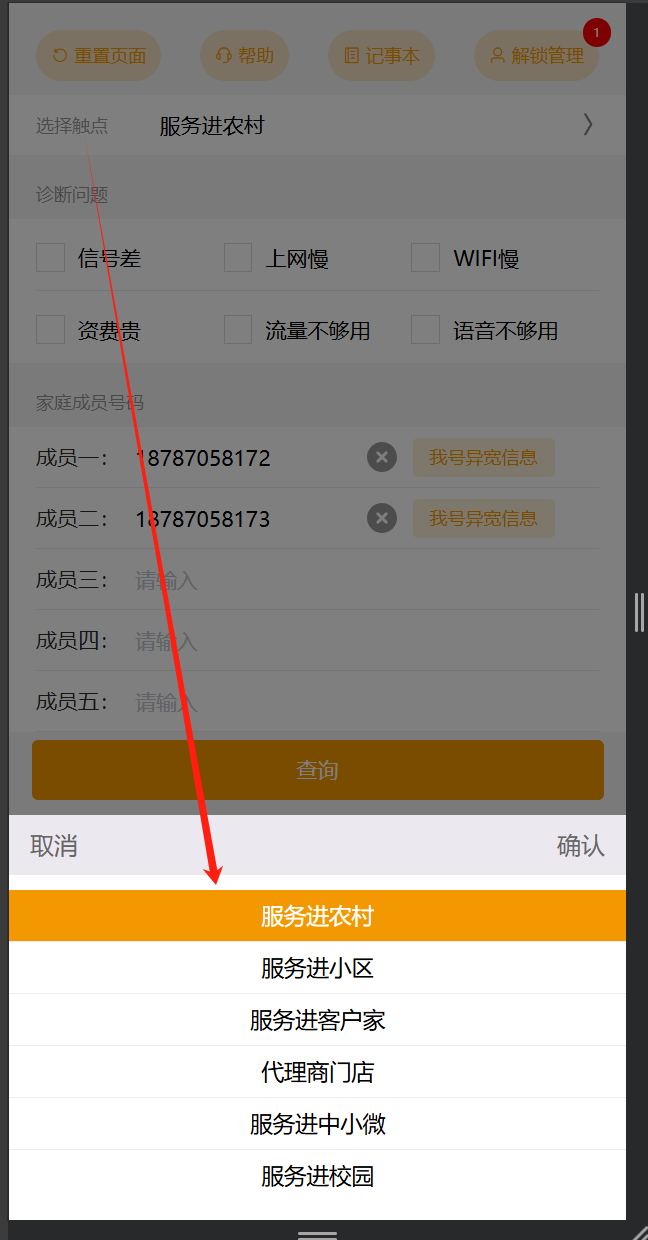 重置页面 帮助 记事本 解锁管理 1
选择触点 服务进农村
诊断问题
信号差 上网慢 WIFI慢
资费贵 流量不够用 语音不够用
家庭成员号码
成员一： 18787058172 我号异宽信息
成员二： 18787058173 我号异宽信息
成员三： 请输入
成员四： 请输入
成员五： 请输入
查询
取消 确认
服务进农村
服务进小区
服务进客户家
代理商门店
服务进中小微
服务进校园